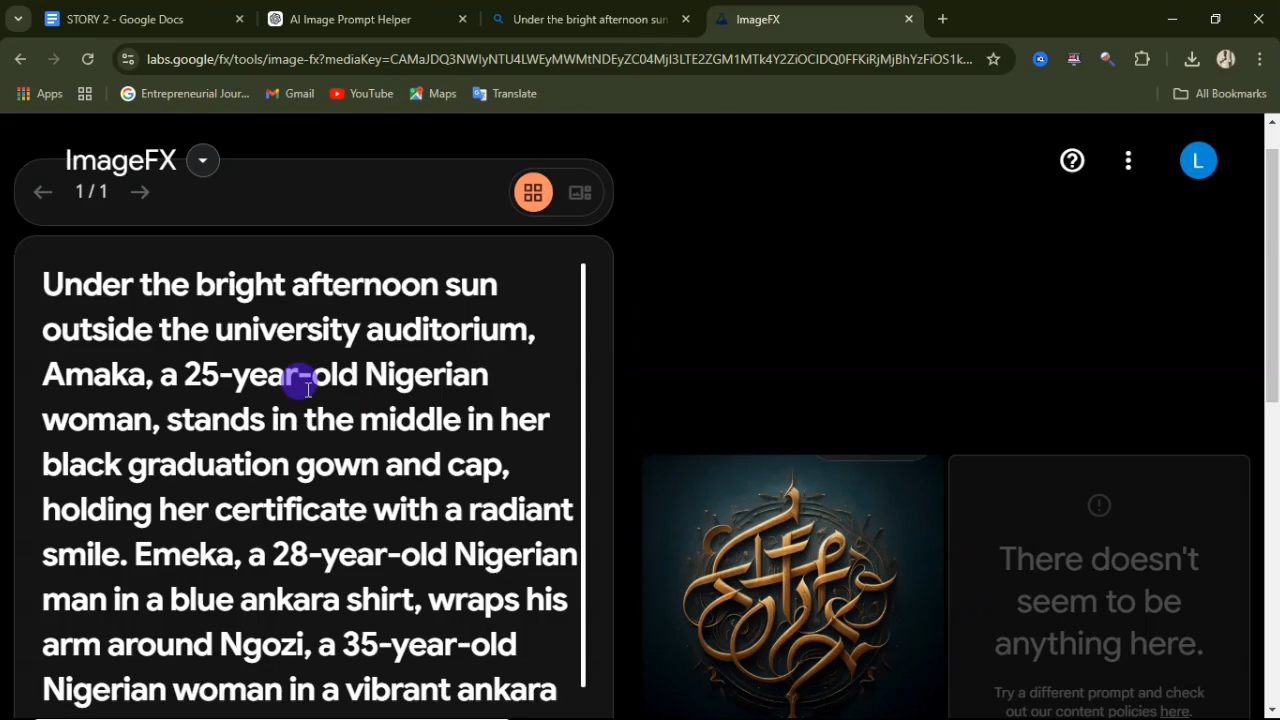 STORY 2 - Google Docs
AI Image Prompt Helper
Under the bright afternoon sun
ImageFX
labs.google/fx/tools/image-fx?mediaKey=CAMaJDQ3NWIyNTU4LWEyMWMtNDEyZC04MjI3LTE2ZGM1MTk4Y2ZiOCIDQ0FFKiRjMjBhYzFiOS1k...
Apps
Entrepreneurial Jour...
Gmail
YouTube
Maps
Translate
All Bookmarks
ImageFX
L
1 / 1
Under the bright afternoon sun
outside the university auditorium,
Amaka, a 25-year-old Nigerian
woman, stands in the middle in her
black graduation gown and cap,
holding her certificate with a radiant
smile. Emeka, a 28-year-old Nigerian
man in a blue ankara shirt, wraps his
arm around Ngozi, a 35-year-old
Nigerian woman in a vibrant ankara
There doesn't
seem to be
anything here.
Try a different prompt and check
out our content policies here.